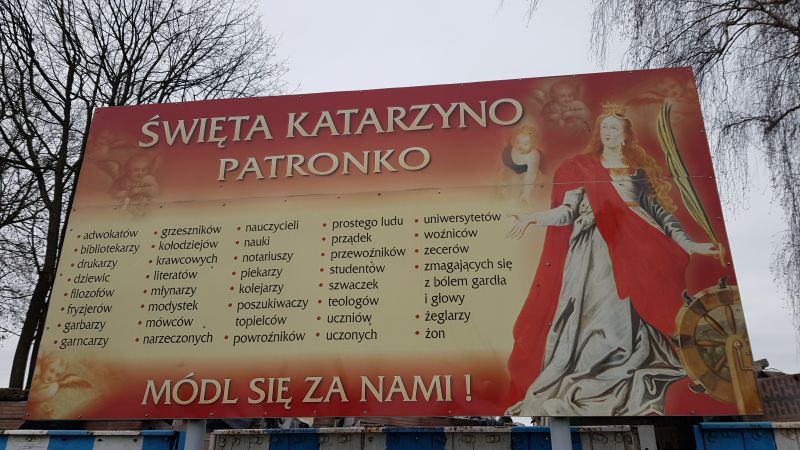 ŚWIĘTA KATARZYNO
PATRONKO
• adwokatów
• bibliotekarzy
• drukarzy
• dziewic
• filozofów
• fryzjerów
• garbarzy
• garncarzy
• grzeszników
• kołodziejów
• krawcowych
• literatów
• młynarzy
• modystek
• mówców
• narzeczonych
• nauczycieli
• nauki
• notariuszy
• piekarzy
• kolejarzy
• poszukiwaczy
topielców
• powroźników
• prostego ludu
• prządek
• przewoźników
• studentów
• szwaczek
• teologów
• uczniów
• uczonych
• uniwersytetów
• woźniców
• zecerów
• zmagających się
z bólem gardła
i głowy
• żeglarzy
• żon
MÓDL SIĘ ZA NAMI !